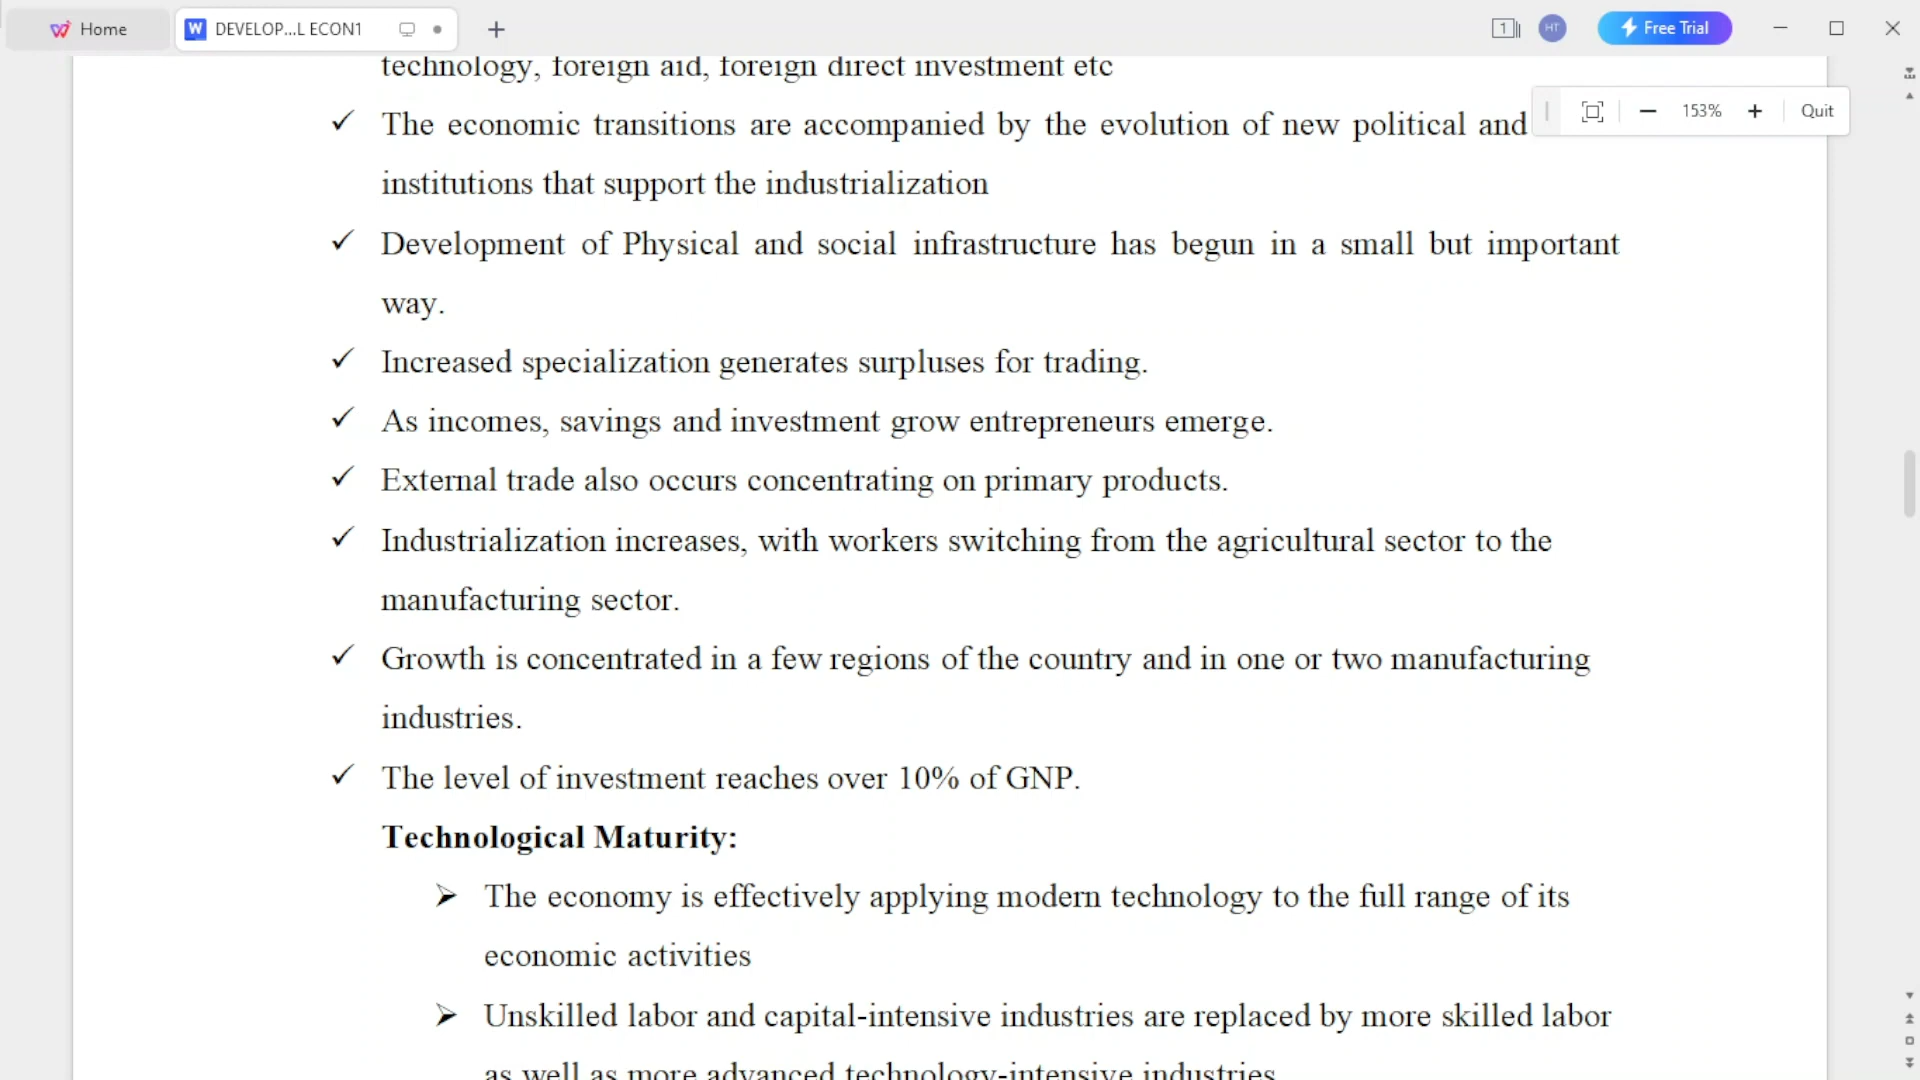 Home
W DEVELOP...L ECON1
1
HT
Free Trial
technology, foreign aid, foreign direct investment etc
153%
Quit
✓ The economic transitions are accompanied by the evolution of new political and
institutions that support the industrialization
✓ Development of Physical and social infrastructure has begun in a small but important
way.
✓ Increased specialization generates surpluses for trading.
✓ As incomes, savings and investment grow entrepreneurs emerge.
✓ External trade also occurs concentrating on primary products.
✓ Industrialization increases, with workers switching from the agricultural sector to the
manufacturing sector.
✓ Growth is concentrated in a few regions of the country and in one or two manufacturing
industries.
✓ The level of investment reaches over 10% of GNP.
Technological Maturity:
➢ The economy is effectively applying modern technology to the full range of its
economic activities
➢ Unskilled labor and capital-intensive industries are replaced by more skilled labor
as well as more advanced technology-intensive industries